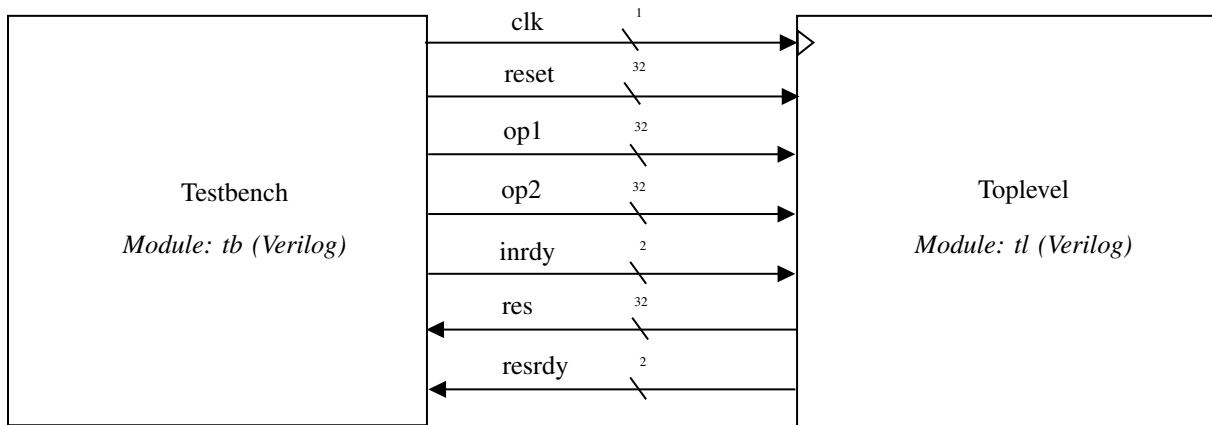 clk
1
reset
32
op1
32
op2
32
inrdy
2
res
32
resrdy
2
Testbench
Module: tb (Verilog)
Toplevel
Module: tl (Verilog)